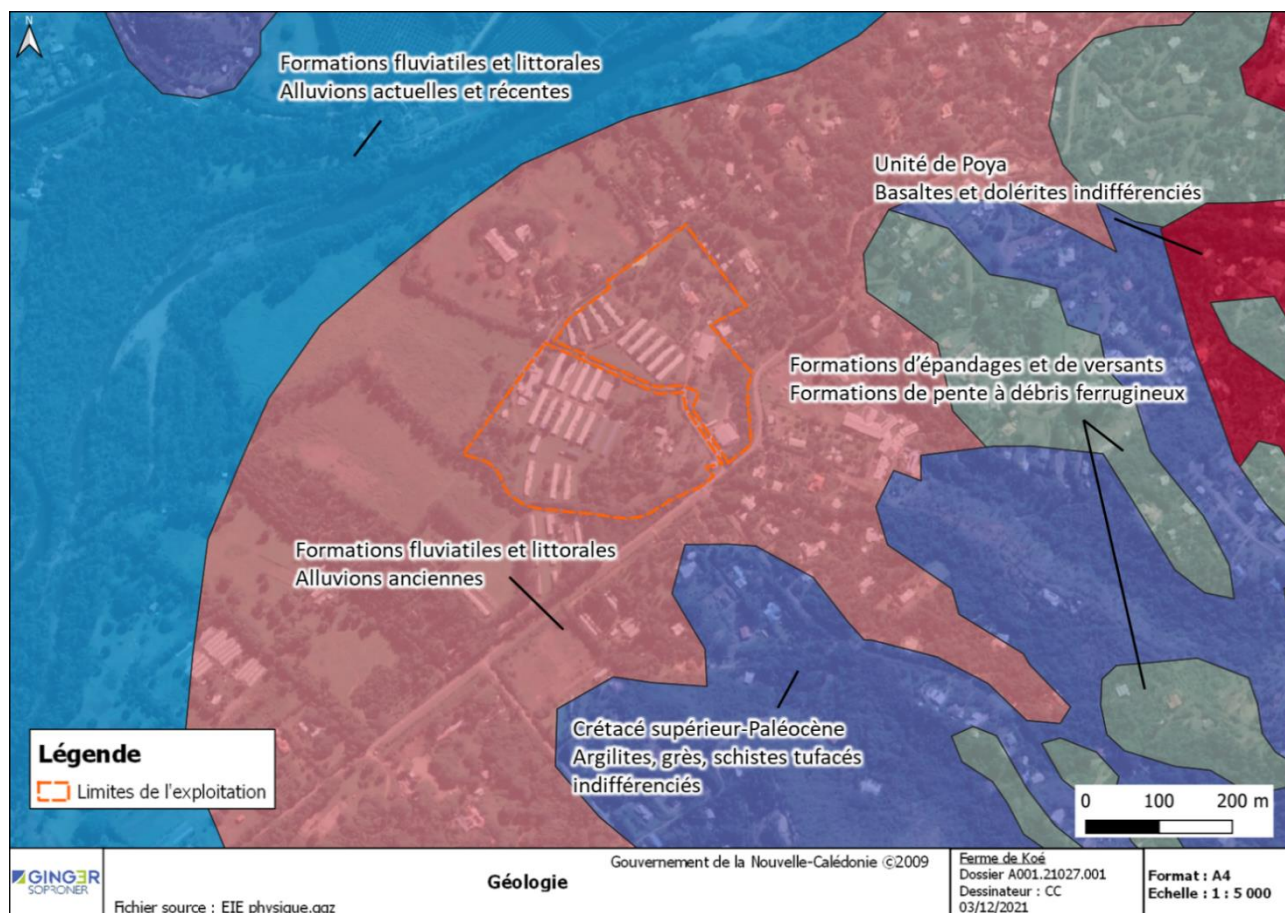 N
Formations fluviatiles et littorales
Alluvions actuelles et récentes
Unité de Poya
Basaltes et dolérites indifférenciés
Formations d'épandages et de versants
Formations de pente à débris ferrugineux
Formations fluviatiles et littorales
Alluvions anciennes
Crétacé supérieur-Paléocène
Argilites, grès, schistes tufacés
indifférenciés
Légende
Limites de l'exploitation
0 100 200 m
GINGER
SOPRONER
Fichier source : EIE physique.qgz
Géologie
Gouvernement de la Nouvelle-Calédonie ©2009
Ferme de Koé
Dossier A001.21027.001
Dessinateur : CC
03/12/2021
Format : A4
Echelle : 1 : 5 000